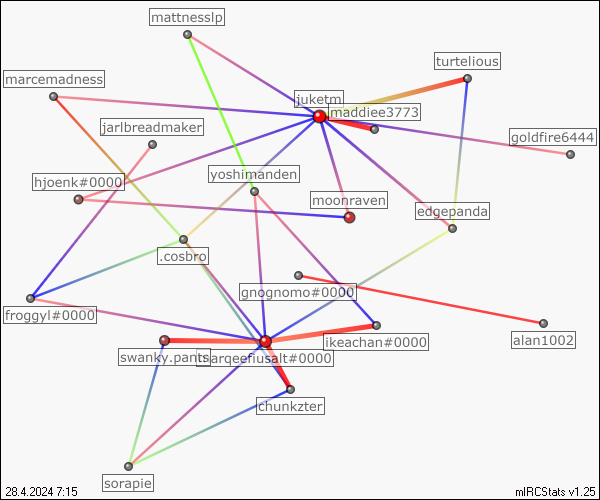 mattnesslp
turtelious
marcemadness
juketm
maddiee3773
jarlbreadmaker
goldfire6444
yoshimanden
hjoenk#0000
moonraven
edgepanda
.cosbro
gnognomo#0000
froggyl#0000
alan1002
ikeachan#0000
swanky.pants
arqeefiusalt#0000
chunkzter
sorapie
28.4.2024 7:15
mIRCStats v1.25